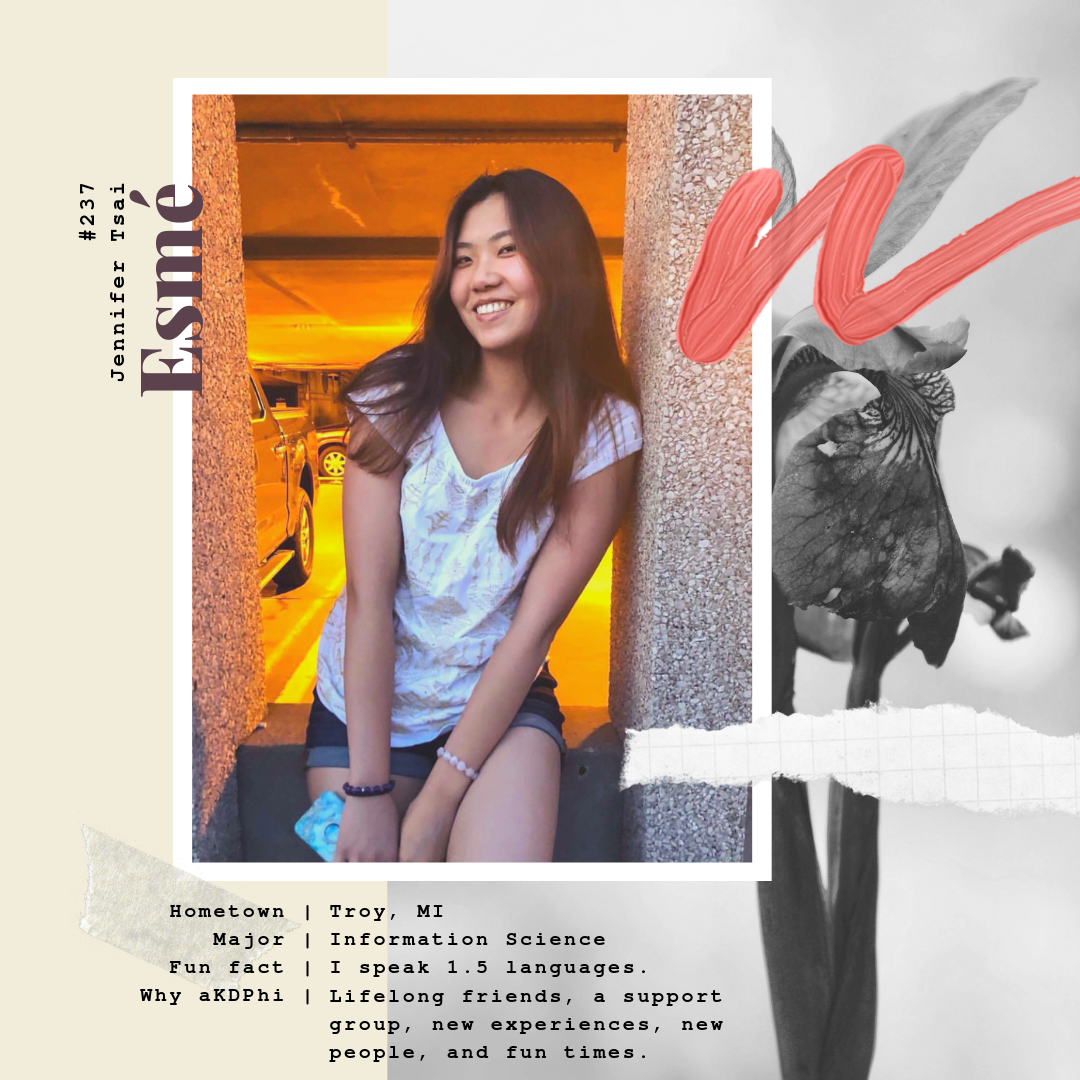 #237
Jennifer Tsai
Esmé
Hometown | Troy, MI
Major | Information Science
Fun fact | I speak 1.5 languages.
Why aKDPhi | Lifelong friends, a support
group, new experiences, new
people, and fun times.